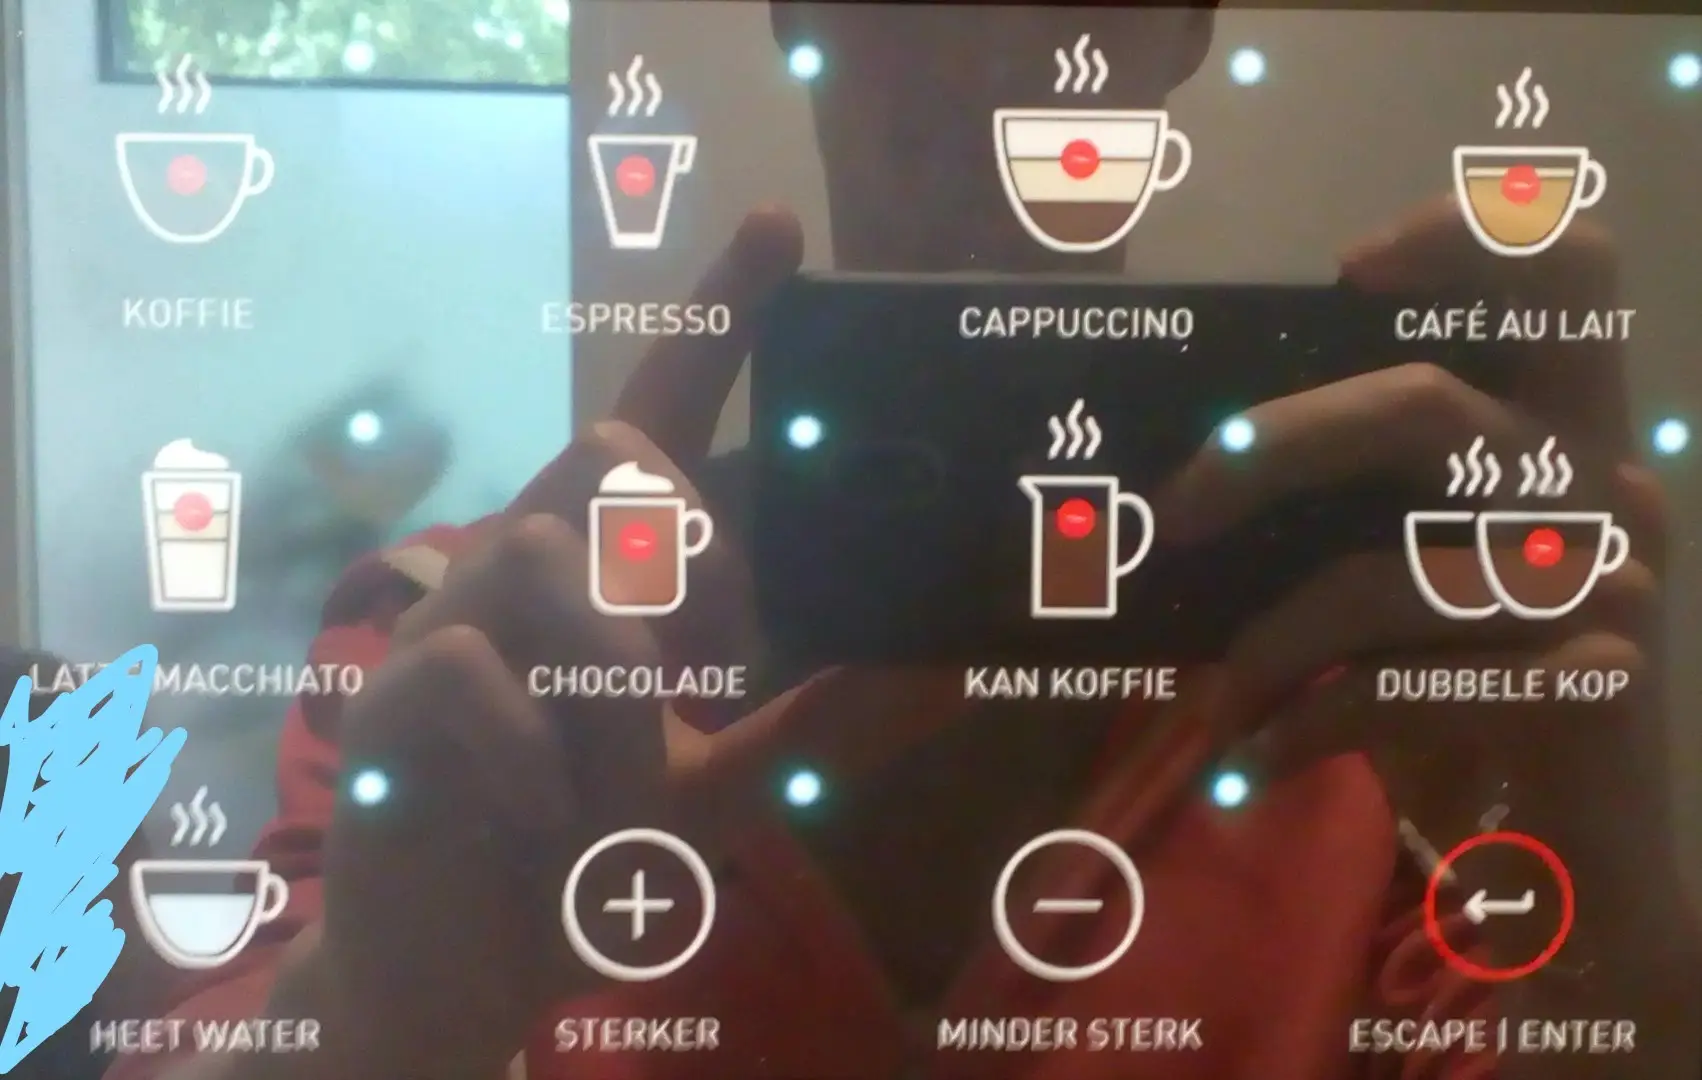 KOFFIE
ESPRESSO
CAPPUCCINO
CAFÉ AU LAIT
LATTE MACCHIATO
CHOCOLADE
KAN KOFFIE
DUBBELE KOP
HEET WATER
STERKER
MINDER STERK
ESCAPE | ENTER